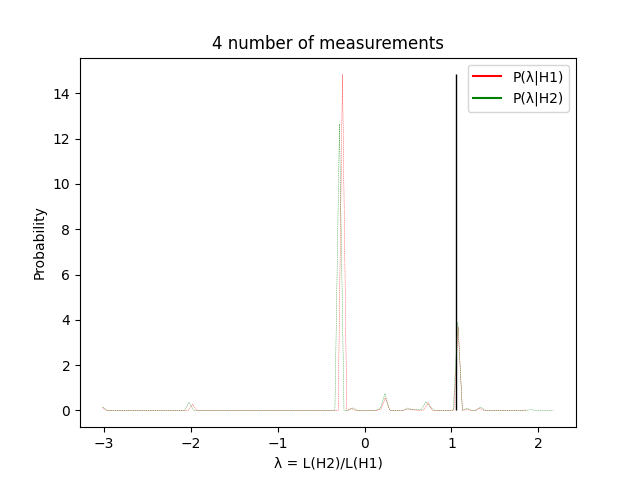 4 number of measurements
P(λ|H1)
P(λ|H2)
Probability
14
12
10
8
6
4
2
0
−3
−2
−1
0
1
2
λ = L(H2)/L(H1)